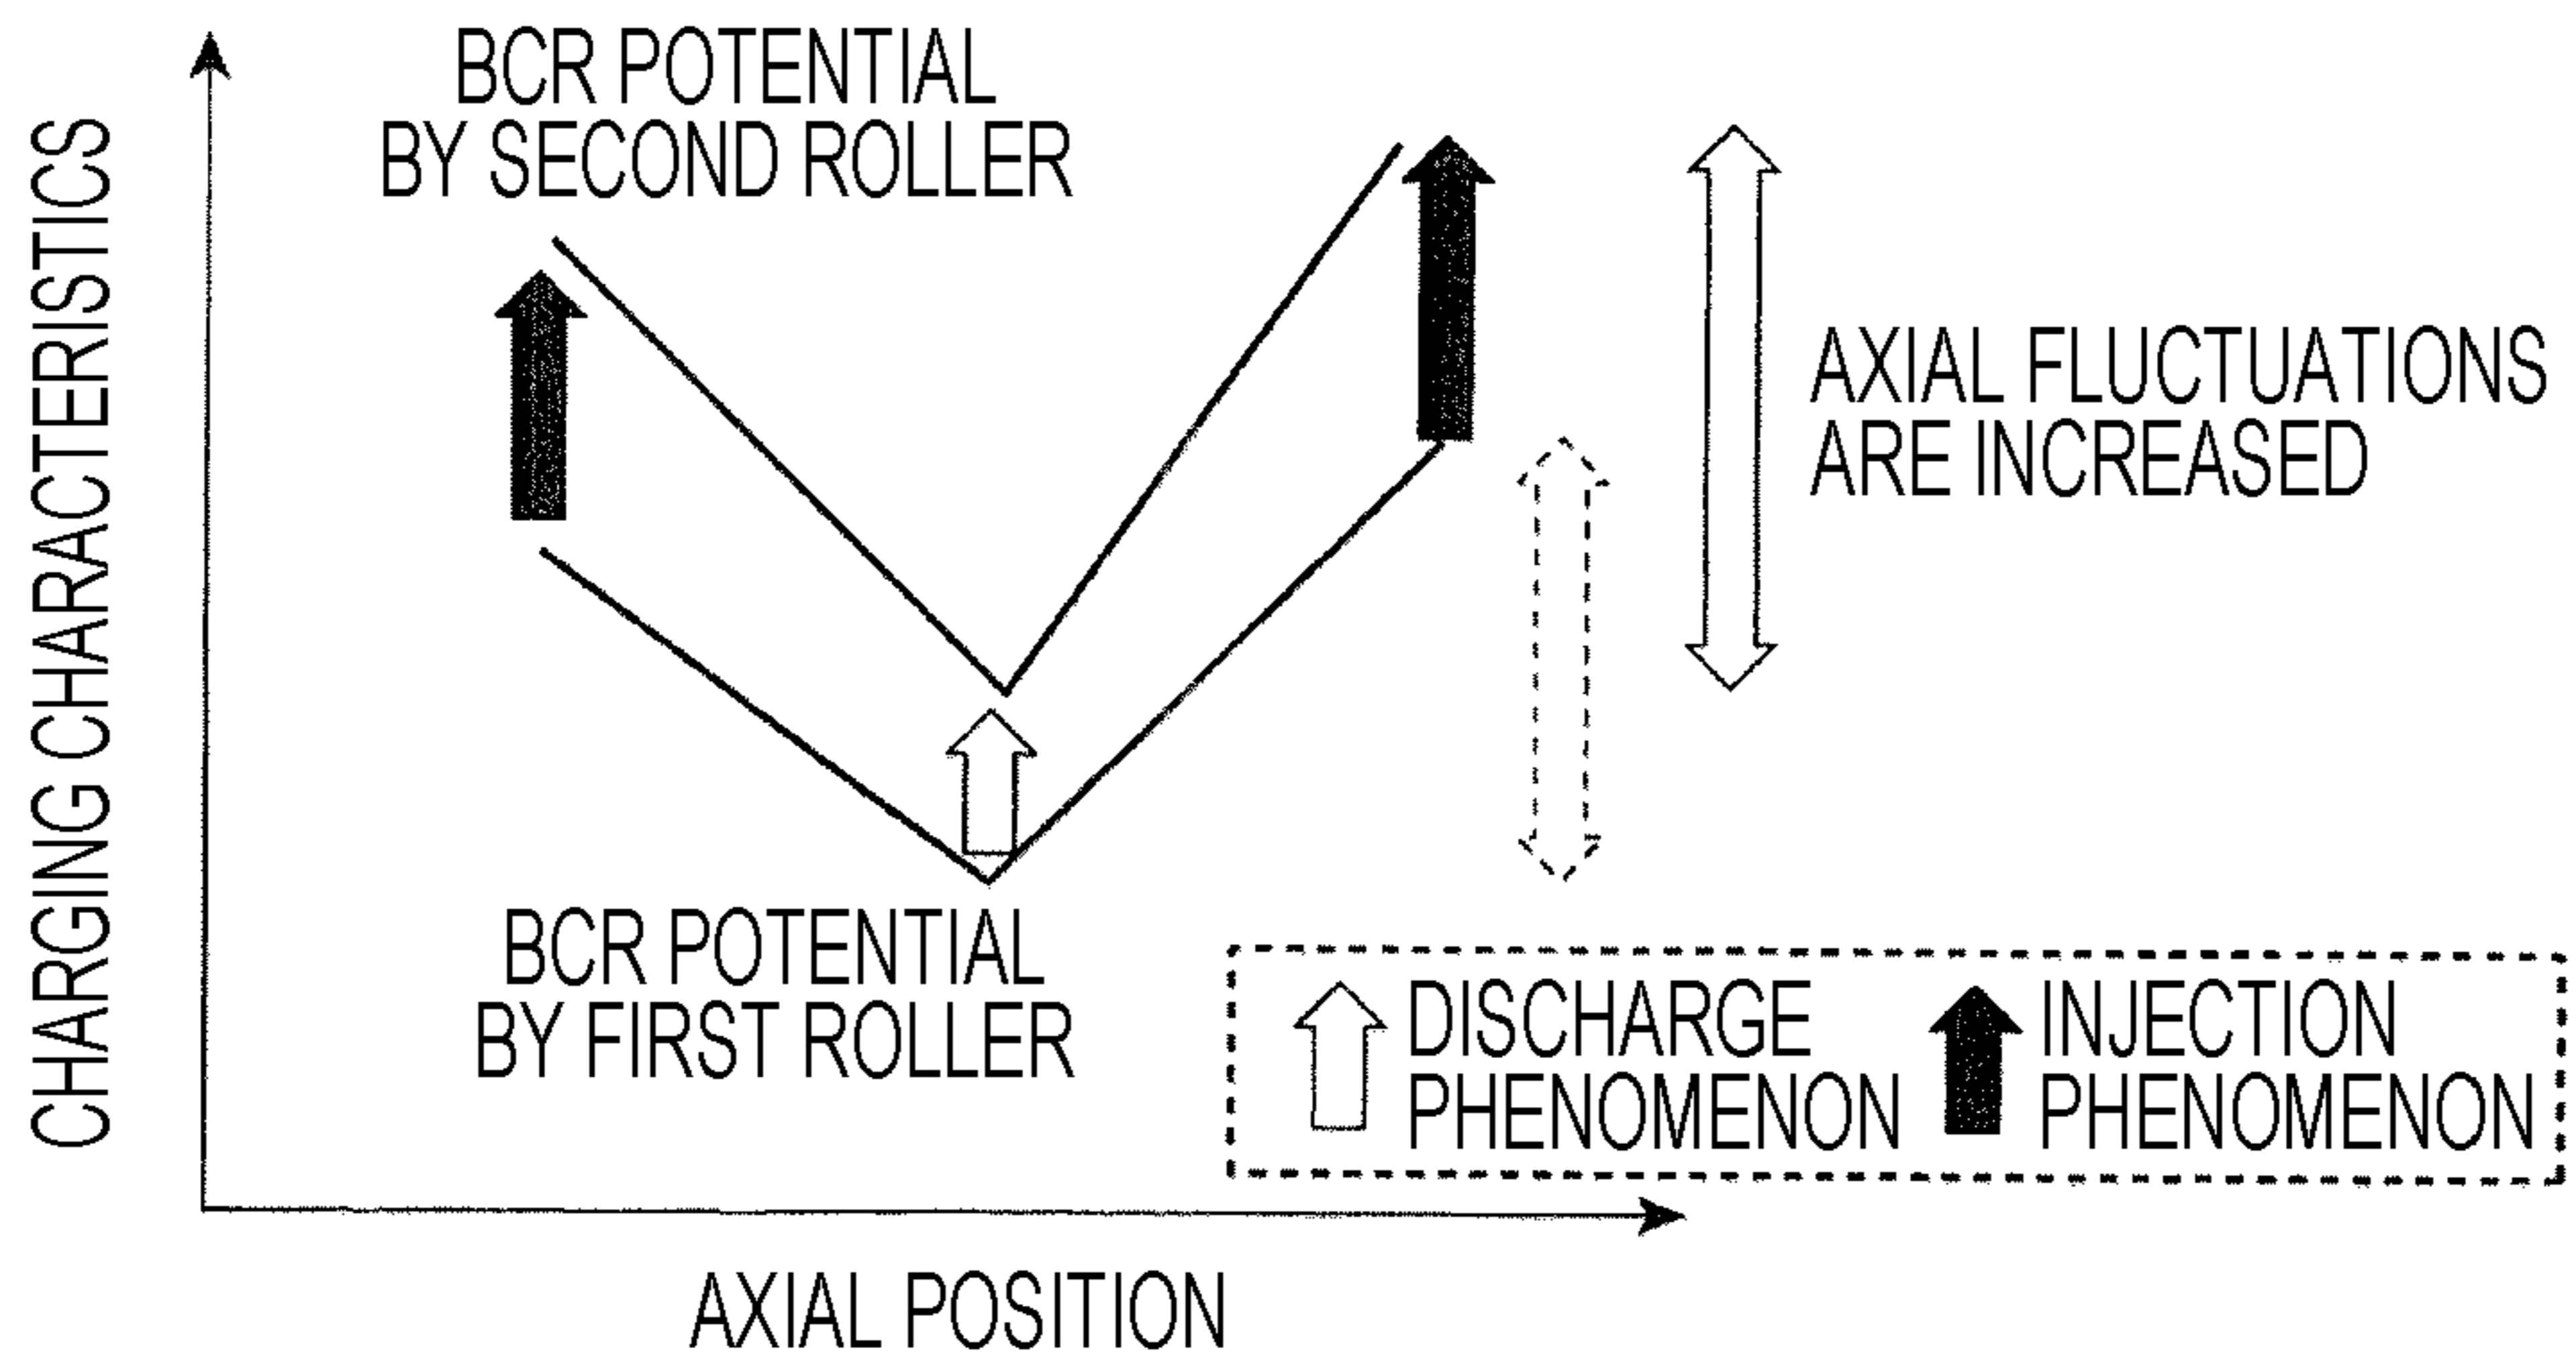 BCR POTENTIAL
BY SECOND ROLLER
CHARGING CHARACTERISTICS
AXIAL FLUCTUATIONS
ARE INCREASED
BCR POTENTIAL
BY FIRST ROLLER
DISCHARGE
PHENOMENON
INJECTION
PHENOMENON
AXIAL POSITION